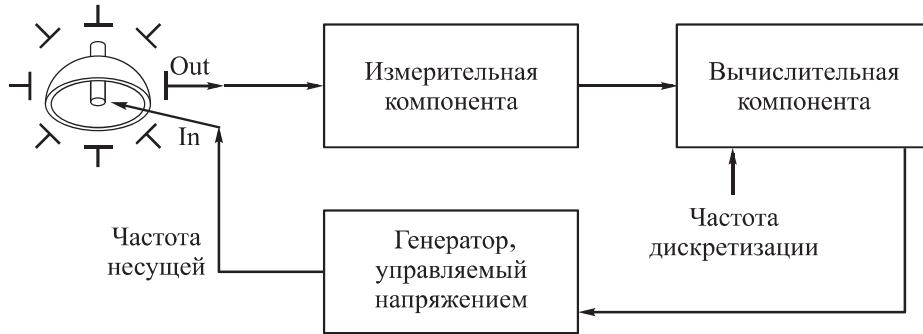 Out
In
Измерительная
компонента
Вычислительная
компонента
Частота
несущей
Генератор,
управляемый
напряжением
Частота
дискретизации